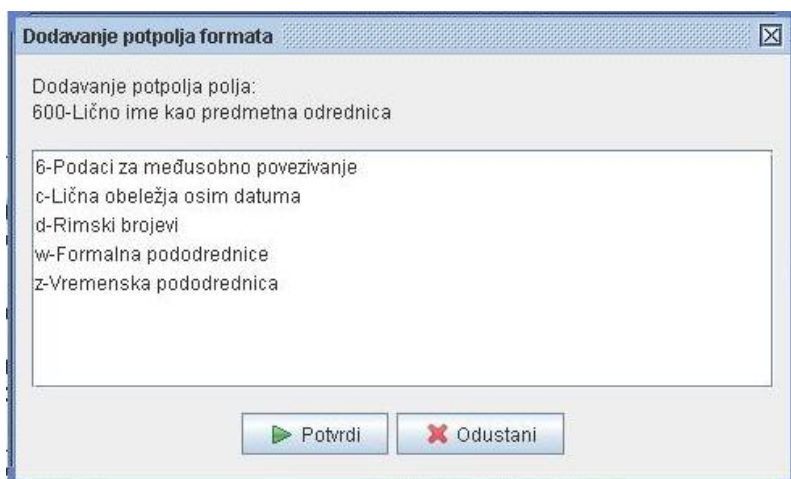 Dodavanje potpolja formata
Dodavanje potpolja polja:
600-Lično ime kao predmetna odrednica
6-Podaci za međusobno povezivanje
c-Lična obeležja osim datuma
d-Rimski brojevi
w-Formalna pododrednice
z-Vremenska pododrednica
Potvrdi
Odustani